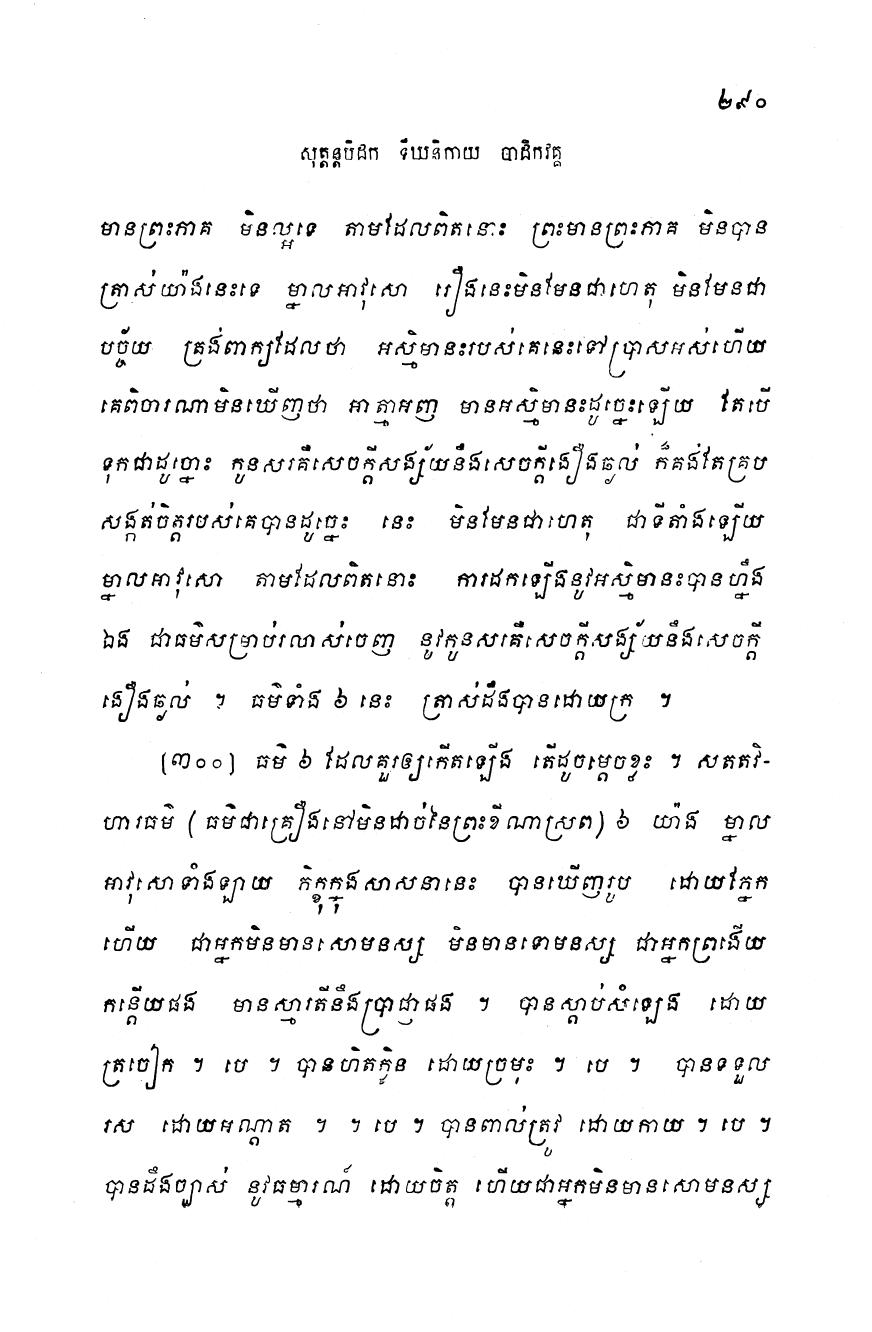 ២៩០
សុត្តន្តបិដក ទីឃនិកាយ បាដិកវគ្គ
មានព្រះភាគ មិនល្អទេ តាមដែលពិតនោះ ព្រះមានព្រះភាគ មិនបាន
ត្រាស់យ៉ាងនេះទេ ម្នាលអាវុសោ រឿងនេះមិនមែនជាហេតុ មិនមែនជា
បច្ច័យ ត្រង់ពាក្យដែលថា អស្មិមានះរបស់គេនេះទៅប្រាសអស់ហើយ
គេពិចារណាមិនឃើញថា អាត្មាអញ មានអស្មិមានះដូច្នេះឡើយ តែបើ
ទុកជាដូច្នោះ កូនសរគឺសេចក្តីសង្ស័យនឹងសេចក្តីងឿងឆ្ងល់ ក៏គង់តែគ្រប
សង្កត់ចិត្តរបស់គេបានដូច្នេះ នេះ មិនមែនជាហេតុ ជាទីតាំងឡើយ
ម្នាលអាវុសោ តាមដែលពិតនោះ ការដកឡើងនូវអស្មិមានះបានហ្នឹង
ឯង ជាធម៌សម្រាប់រលាស់ចេញ នូវកូនសរគឺសេចក្តីសង្ស័យនឹងសេចក្តី
ងឿងឆ្ងល់ ។ ធម៌ទាំង ៦ នេះ ត្រាស់ដឹងបានដោយក្រ ។
(៣០០) ធម៌ ៦ ដែលគួរឲ្យកើតឡើង តើដូចម្តេចខ្លះ ។ សតតវិ-
ហារធម៌ (ធម៌ជាគ្រឿងនៅមិនដាច់នៃព្រះខីណាស្រព) ៦ យ៉ាង ម្នាល
អាវុសោទាំងឡាយ ភិក្ខុក្នុងសាសនានេះ បានឃើញរូប ដោយភ្នែក
ហើយ ជាអ្នកមិនមានសោមនស្ស មិនមានទោមនស្ស ជាអ្នកព្រងើយ
កន្តើយផង មានស្មារតីនឹងប្រាជ្ញាផង ។ បានស្តាប់សំឡេង ដោយ
ត្រចៀក ។ បេ ។ បានហិតក្លិន ដោយច្រមុះ ។ បេ ។ បានទទួល
រស ដោយអណ្តាត ។ ។ បេ ។ បានពាល់ត្រូវ ដោយកាយ ។ បេ ។
បានដឹងច្បាស់ នូវធម្មារម្មណ៍ ដោយចិត្ត ហើយជាអ្នកមិនមានសោមនស្ស